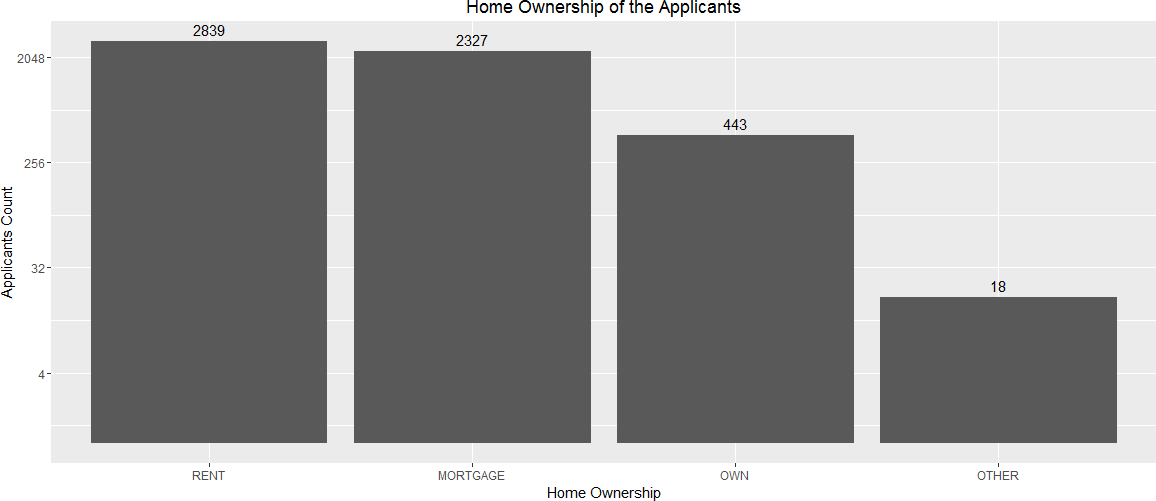 Home Ownership of the Applicants
2839
2327
443
18
2048
256
32
4
Applicants Count
RENT
MORTGAGE
OWN
OTHER
Home Ownership